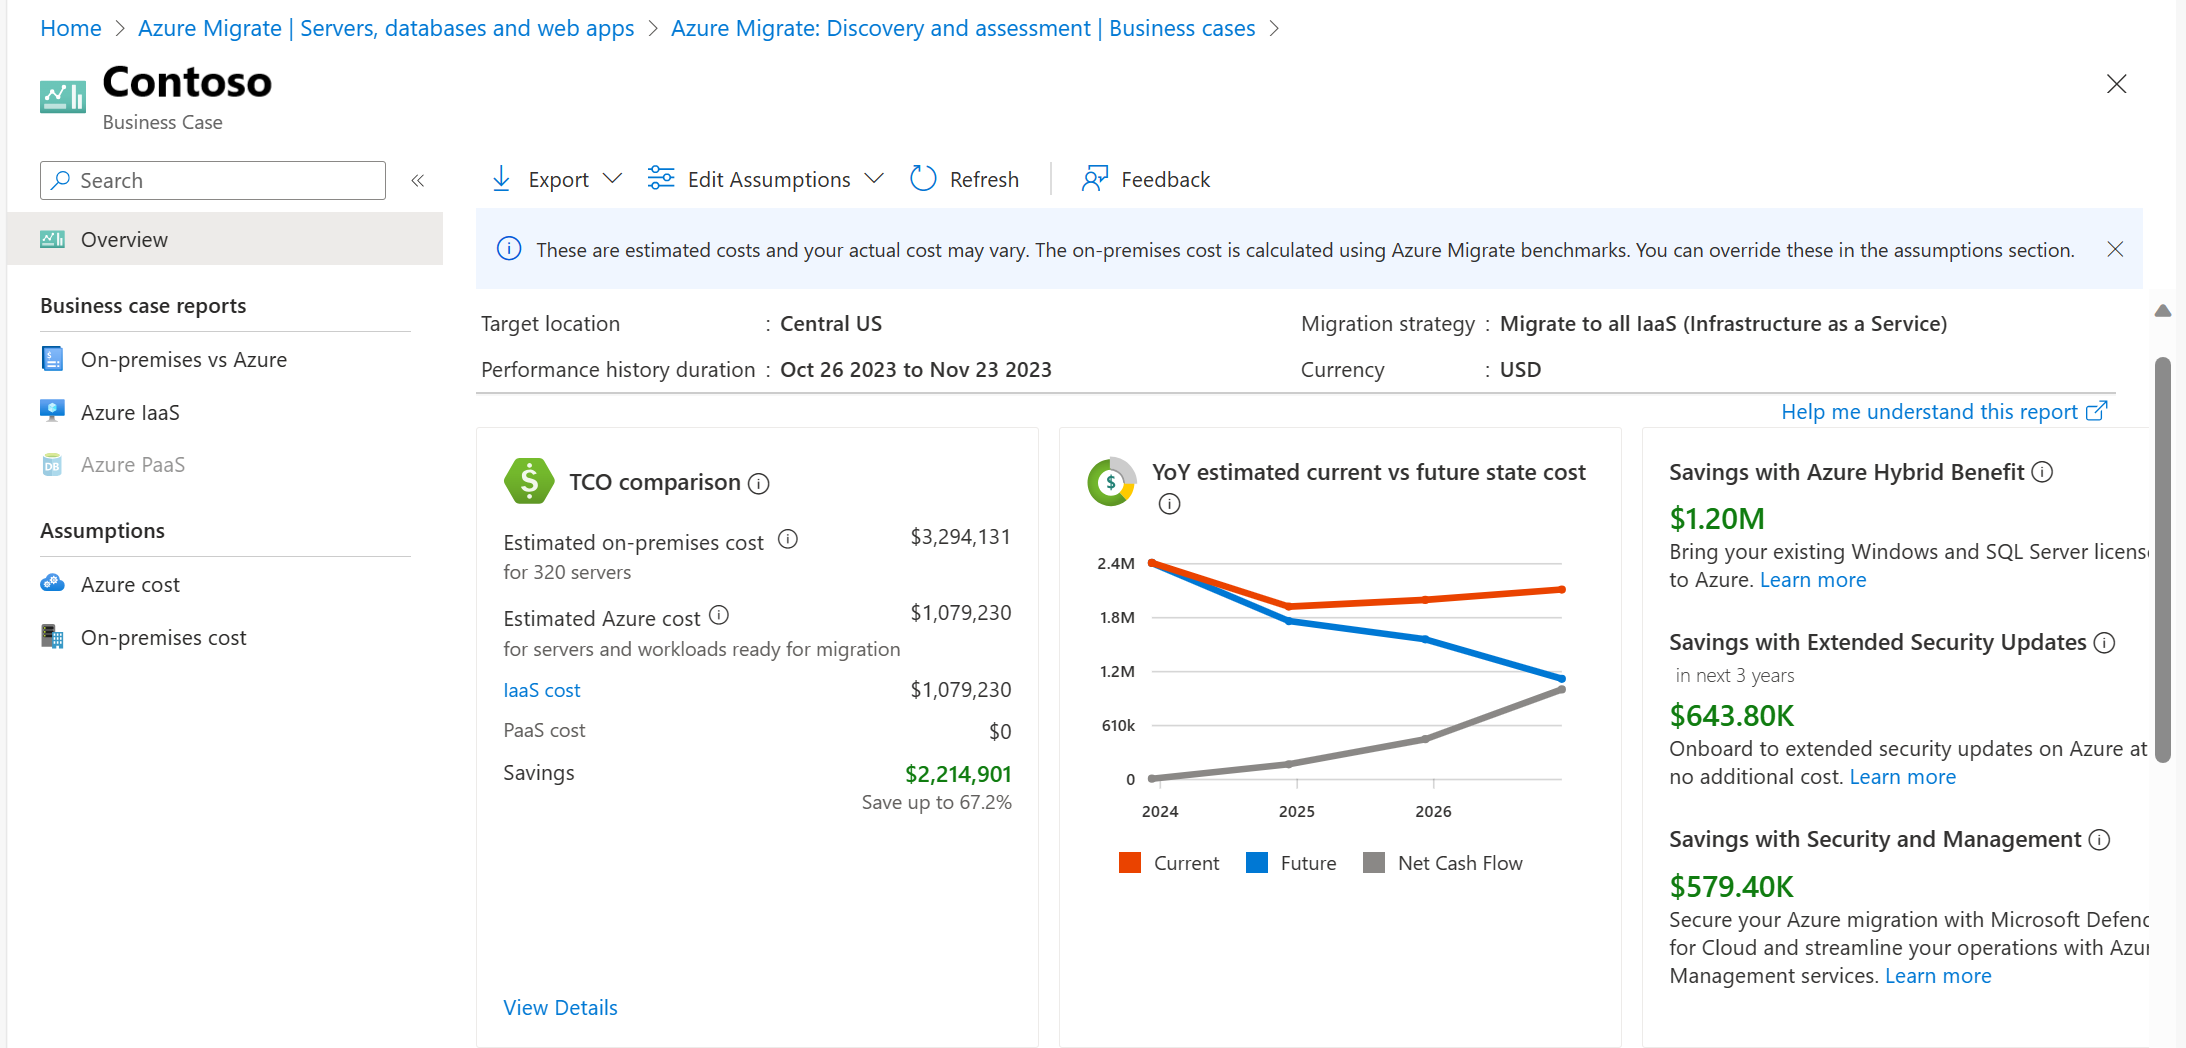 Home > Azure Migrate | Servers, databases and web apps > Azure Migrate: Discovery and assessment | Business cases >
Contoso
Business Case
Search
«
Overview
Business case reports
On-premises vs Azure
Azure IaaS
DB Azure PaaS
Assumptions
Azure cost
On-premises cost
Export Edit Assumptions Refresh Feedback
These are estimated costs and your actual cost may vary. The on-premises cost is calculated using Azure Migrate benchmarks. You can override these in the assumptions section.
Target location : Central US
Migration strategy : Migrate to all IaaS (Infrastructure as a Service)
Performance history duration : Oct 26 2023 to Nov 23 2023
Currency : USD
Help me understand this report
TCO comparison
Estimated on-premises cost $3,294,131
for 320 servers
Estimated Azure cost $1,079,230
for servers and workloads ready for migration
IaaS cost $1,079,230
PaaS cost $0
Savings $2,214,901
Save up to 67.2%
View Details
YoY estimated current vs future state cost
2.4M
1.8M
1.2M
610k
0
2024 2025 2026
Current Future Net Cash Flow
Savings with Azure Hybrid Benefit
$1.20M
Bring your existing Windows and SQL Server license
to Azure. Learn more
Savings with Extended Security Updates
in next 3 years
$643.80K
Onboard to extended security updates on Azure at
no additional cost. Learn more
Savings with Security and Management
$579.40K
Secure your Azure migration with Microsoft Defenc
for Cloud and streamline your operations with Azur
Management services. Learn more